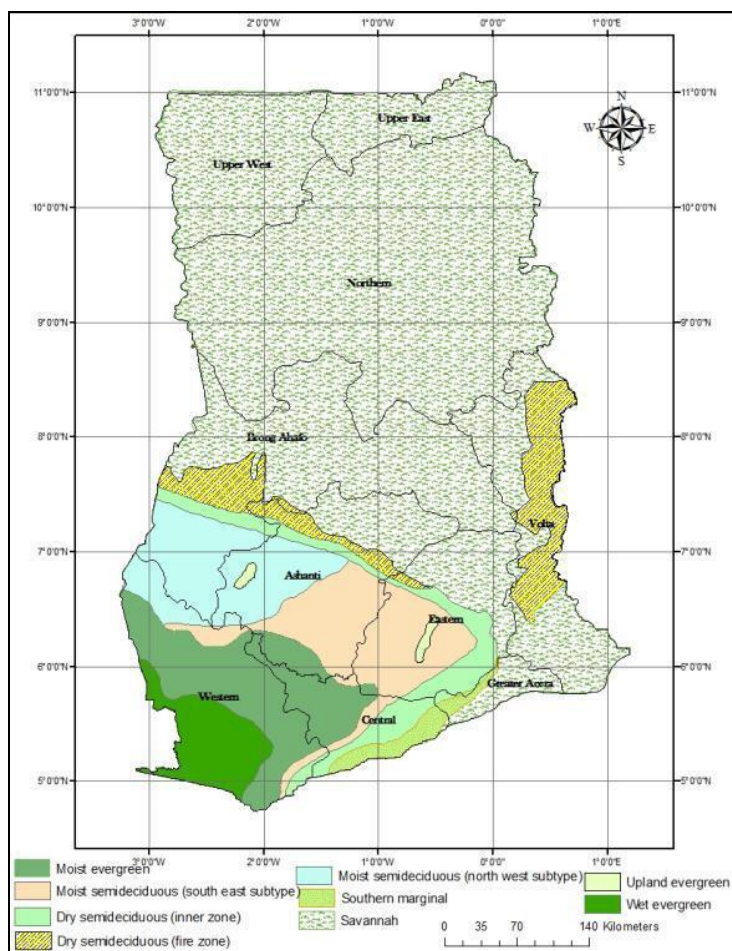 3°0'0"W 2°0'0"W 1°0'0"W 0°0'0" 1°0'0"E
N
W E
S
11°0'0"N 11°0'0"N
Upper East
Upper West
10°0'0"N 10°0'0"N
Northern
9°0'0"N 9°0'0"N
8°0'0"N 8°0'0"N
Brong Ahafo
Volta
7°0'0"N 7°0'0"N
Ashanti
Eastern
6°0'0"N 6°0'0"N
Greater Accra
Western
Central
5°0'0"N 5°0'0"N
3°0'0"W 2°0'0"W 1°0'0"W 0°0'0" 1°0'0"E
Moist evergreen
Moist semideciduous (south east subtype)
Dry semideciduous (inner zone)
Dry semideciduous (fire zone)
Moist semideciduous (north west subtype)
Southern marginal
Savannah
Upland evergreen
Wet evergreen
0 35 70 140 Kilometers